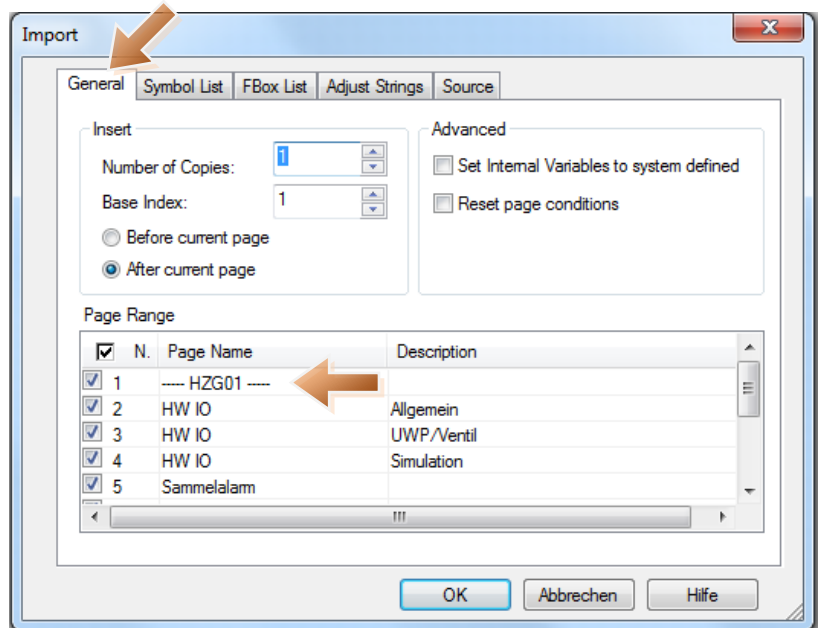 Import
General Symbol List FBox List Adjust Strings Source
Insert
Number of Copies: 1
Base Index: 1
Before current page
After current page
Advanced
Set Internal Variables to system defined
Reset page conditions
Page Range
N. Page Name Description
1 ----- HZG01 -----
2 HW IO Allgemein
3 HW IO UWP/Ventil
4 HW IO Simulation
5 Sammelalarm
OK Abbrechen Hilfe